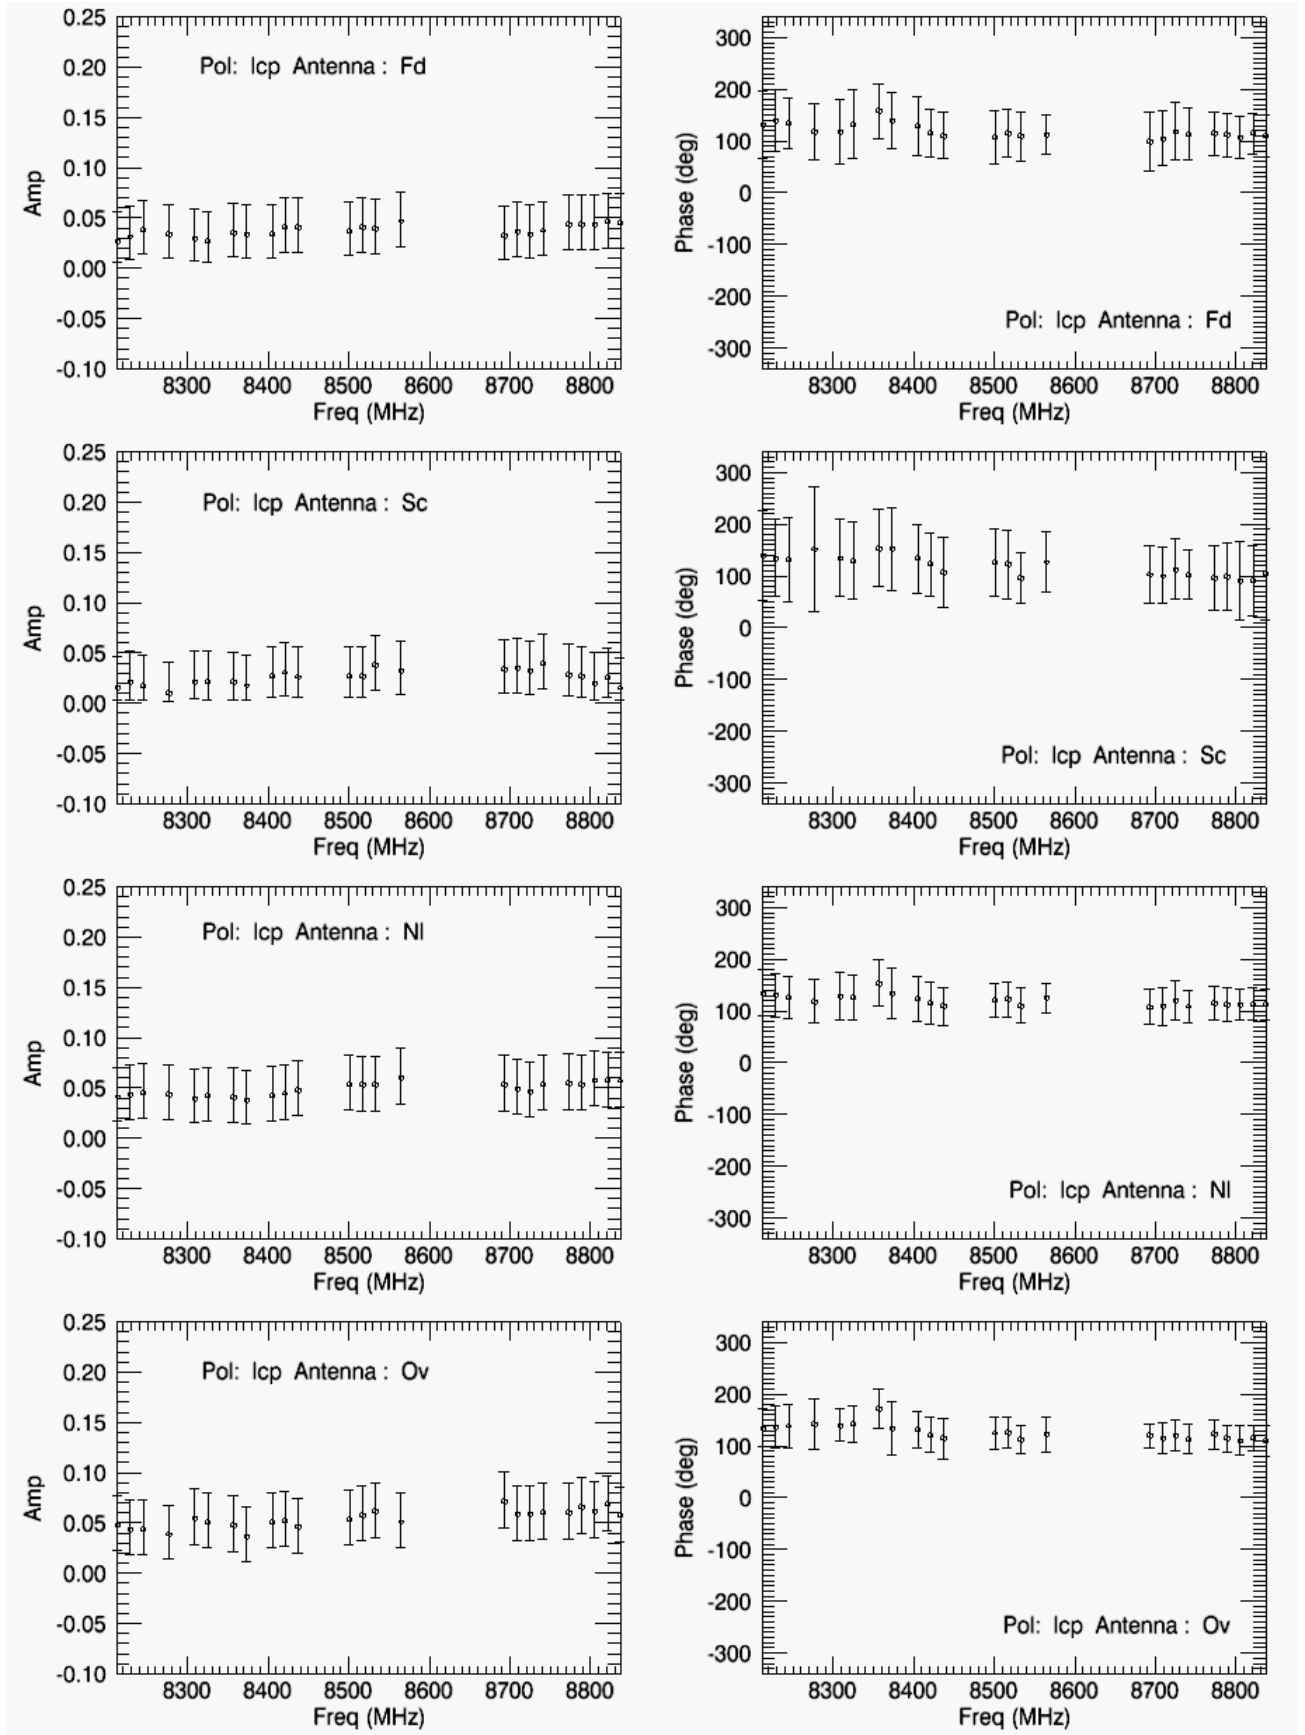 0.25
0.20
0.15
0.10
0.05
0.00
-0.05
-0.10
Amp
Pol: lcp Antenna : Fd
8300 8400 8500 8600 8700 8800
Freq (MHz)
300
200
100
0
-100
-200
-300
Phase (deg)
Pol: lcp Antenna : Fd
8300 8400 8500 8600 8700 8800
Freq (MHz)
0.25
0.20
0.15
0.10
0.05
0.00
-0.05
-0.10
Amp
Pol: lcp Antenna : Sc
8300 8400 8500 8600 8700 8800
Freq (MHz)
300
200
100
0
-100
-200
-300
Phase (deg)
Pol: lcp Antenna : Sc
8300 8400 8500 8600 8700 8800
Freq (MHz)
0.25
0.20
0.15
0.10
0.05
0.00
-0.05
-0.10
Amp
Pol: lcp Antenna : Nl
8300 8400 8500 8600 8700 8800
Freq (MHz)
300
200
100
0
-100
-200
-300
Phase (deg)
Pol: lcp Antenna : Nl
8300 8400 8500 8600 8700 8800
Freq (MHz)
0.25
0.20
0.15
0.10
0.05
0.00
-0.05
-0.10
Amp
Pol: lcp Antenna : Ov
8300 8400 8500 8600 8700 8800
Freq (MHz)
300
200
100
0
-100
-200
-300
Phase (deg)
Pol: lcp Antenna : Ov
8300 8400 8500 8600 8700 8800
Freq (MHz)